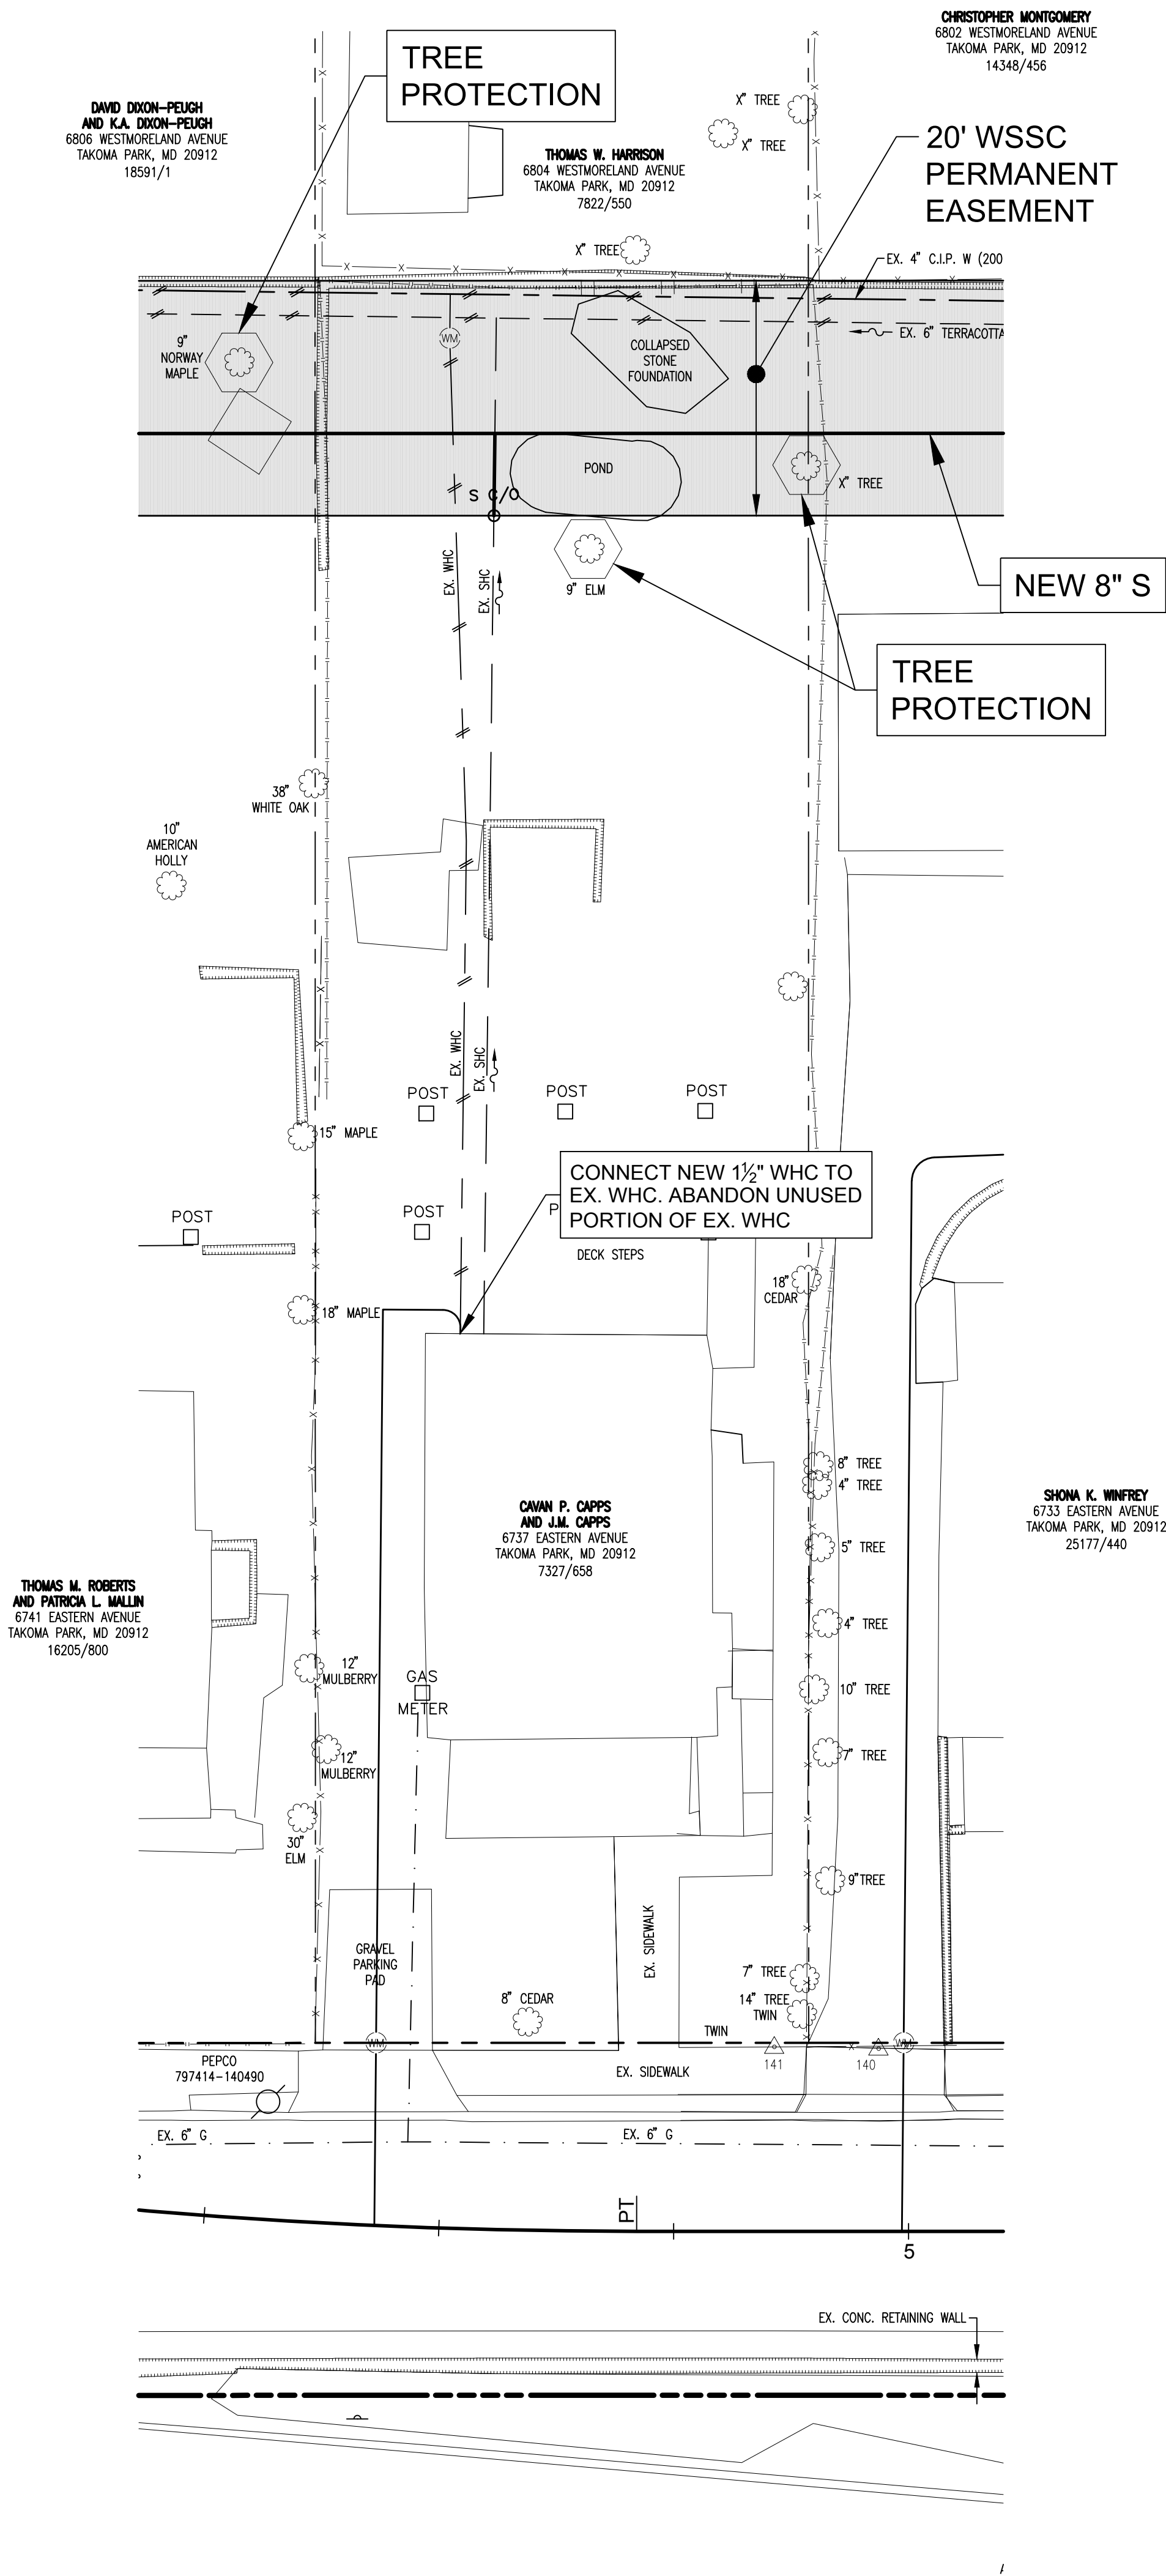 CHRISTOPHER MONTGOMERY
6802 WESTMORELAND AVENUE
TAKOMA PARK, MD 20912
14348/456
TREE
PROTECTION
DAVID DIXON-PEUGH
AND K.A. DIXON-PEUGH
6806 WESTMORELAND AVENUE
TAKOMA PARK, MD 20912
18591/1
THOMAS W. HARRISON
6804 WESTMORELAND AVENUE
TAKOMA PARK, MD 20912
7822/550
X" TREE
X" TREE
20' WSSC
PERMANENT
EASEMENT
X" TREE
EX. 4" C.I.P. W (200
EX. 6" TERRACOTTA
9"
NORWAY
MAPLE
WM
COLLAPSED
STONE
FOUNDATION
POND
X" TREE
S C/O
EX. WHC
EX. SHC
9" ELM
NEW 8" S
TREE
PROTECTION
38"
WHITE OAK
10"
AMERICAN
HOLLY
EX. WHC
EX. SHC
POST
POST
POST
15" MAPLE
CONNECT NEW 1½" WHC TO
EX. WHC. ABANDON UNUSED
PORTION OF EX. WHC
POST
POST
P
DECK STEPS
18"
CEDAR
18" MAPLE
8" TREE
4" TREE
CAVAN P. CAPPS
AND J.M. CAPPS
6737 EASTERN AVENUE
TAKOMA PARK, MD 20912
7327/658
SHONA K. WINFREY
6733 EASTERN AVENUE
TAKOMA PARK, MD 20912
25177/440
5" TREE
THOMAS M. ROBERTS
AND PATRICIA L. MALLIN
6741 EASTERN AVENUE
TAKOMA PARK, MD 20912
16205/800
4" TREE
12"
MULBERRY
GAS
METER
10" TREE
12"
MULBERRY
7" TREE
30"
ELM
9" TREE
EX. SIDEWALK
GRAVEL
PARKING
PAD
7" TREE
8" CEDAR
14" TREE
TWIN
TWIN
WM
WM
141
140
PEPCO
797414-140490
EX. SIDEWALK
EX. 6" G
EX. 6" G
PT
5
EX. CONC. RETAINING WALL